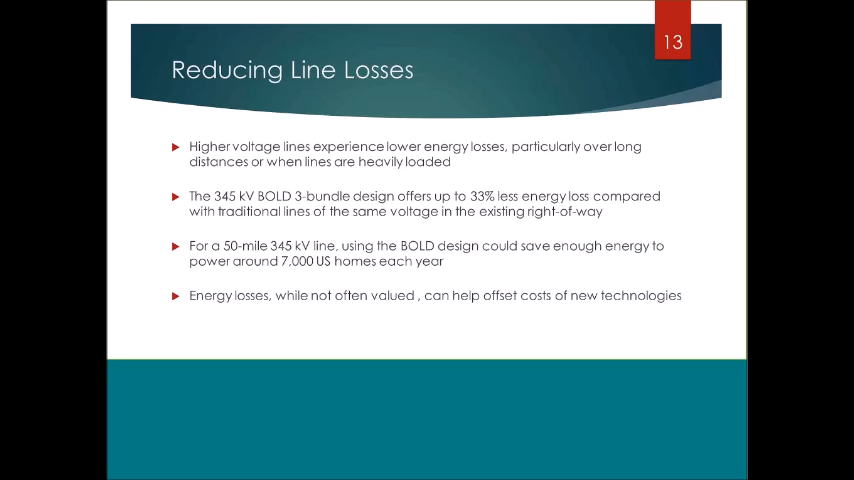 13
Reducing Line Losses
Higher voltage lines experience lower energy losses, particularly over long
distances or when lines are heavily loaded
The 345 kV BOLD 3-bundle design offers up to 33% less energy loss compared
with traditional lines of the same voltage in the existing right-of-way
For a 50-mile 345 kV line, using the BOLD design could save enough energy to
power around 7,000 US homes each year
Energy losses, while not often valued , can help offset costs of new technologies